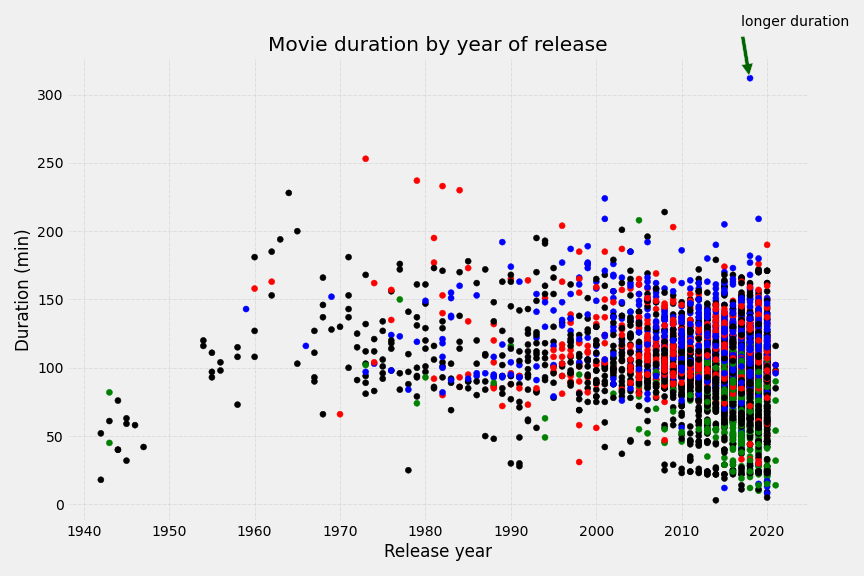 longer duration
Movie duration by year of release
Duration (min)
300
250
200
150
100
50
0
1940 1950 1960 1970 1980 1990 2000 2010 2020
Release year